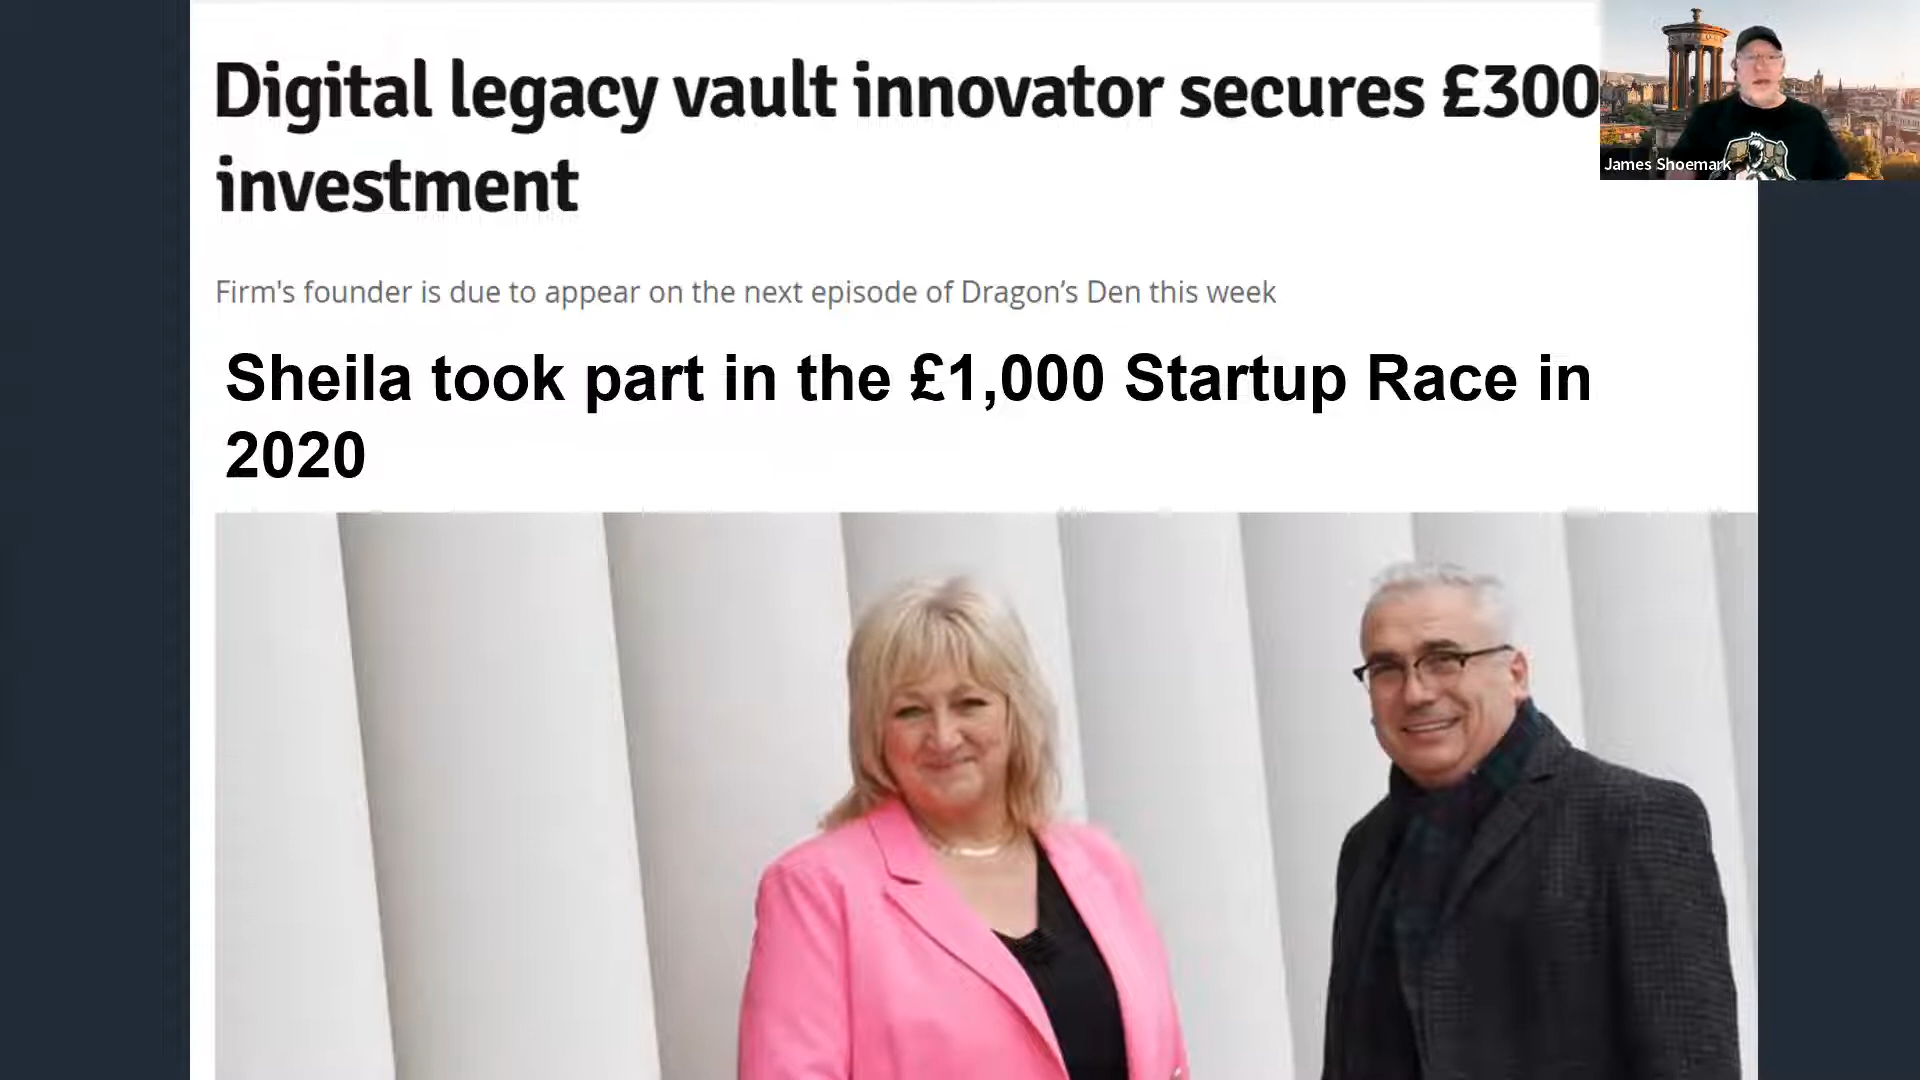 Digital legacy vault innovator secures £300
investment
James Shoemark
Firm's founder is due to appear on the next episode of Dragon’s Den this week
Sheila took part in the £1,000 Startup Race in
2020